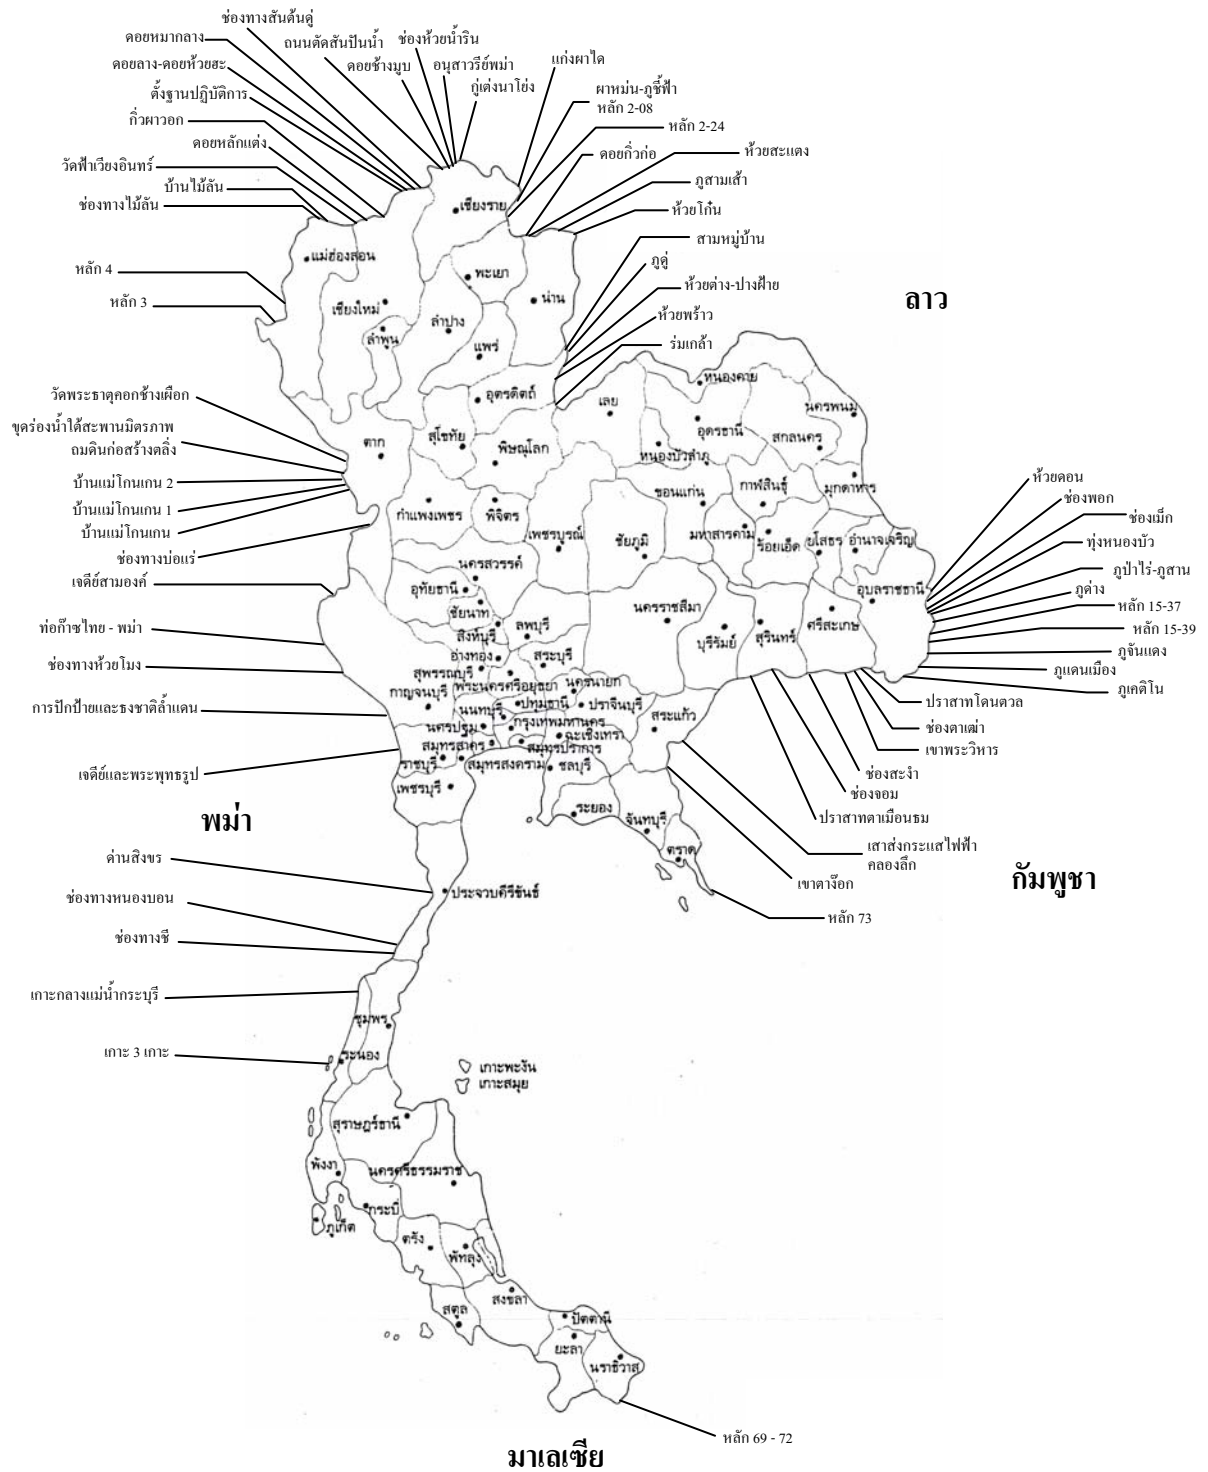 ช่องทางสันต้นคู่
ดอยหมากลาง
ถนนตัดสันปันน้ำ
ช่องห้วยน้ำริน
ดอยลาง-ดอยห้วยฮะ
ดอยช้างมูบ
อนุสาวรีย์พม่า
แก่งผาได
กู่เต่งนาโย่ง
ตั้งฐานปฏิบัติการ
ผาหม่น-ภูชี้ฟ้า
หลัก 2-08
กิ่วผาวอก
หลัก 2-24
ดอยหลักแต่ง
ห้วยสะแตง
ดอยกิ่วก่อ
วัดฟ้าเวียงอินทร์
บ้านไม้ลัน
ภูสามเส้า
ช่องทางไม้ลัน
ห้วยโก๋น
เชียงราย
สามหมู่บ้าน
แม่ฮ่องสอน
ภูดู่
หลัก 4
พะเยา
ห้วยต่าง-ปางฝ้าย
หลัก 3
เชียงใหม่
น่าน
ลาว
ห้วยพร้าว
ลำปาง
ลำพูน
แพร่
ร่มเกล้า
หนองคาย
วัดพระธาตุคอกช้างเผือก
อุตรดิตถ์
เลย
นครพนม
ขุดร่องน้ำใต้สะพานมิตรภาพ
ถมดินก่อสร้างตลิ่ง
ตาก
สุโขทัย
พิษณุโลก
อุดรธานี
สกลนคร
หนองบัวลำภู
บ้านแม่โกนเกน 2
ขอนแก่น
กาฬสินธุ์
มุกดาหาร
ห้วยดอน
ช่องพอก
บ้านแม่โกนเกน 1
กำแพงเพชร
พิจิตร
ช่องเม็ก
บ้านแม่โกนเกน
เพชรบูรณ์
ชัยภูมิ
มหาสารคาม
ร้อยเอ็ด
ยโสธร
อำนาจเจริญ
ทุ่งหนองบัว
ช่องทางบ่อแร่
นครสวรรค์
ภูป่าไร่-ภูสาน
เจดีย์สามองค์
อุทัยธานี
ชัยนาท
นครราชสีมา
อุบลราชธานี
ภูด่าง
หลัก 15-37
ท่อก๊าซไทย - พม่า
สิงห์บุรี
ลพบุรี
บุรีรัมย์
สุรินทร์
ศรีสะเกษ
หลัก 15-39
ช่องทางห้วยโมง
อ่างทอง
สระบุรี
ภูจันแดง
สุพรรณบุรี
พระนครศรีอยุธยา
นครนายก
ภูแดนเมือง
กาญจนบุรี
ภูเคติโน
การปักป้ายและธงชาติล้ำแดน
นนทบุรี
ปทุมธานี
ปราจีนบุรี
สระแก้ว
ปราสาทโดนตวล
นครปฐม
กรุงเทพมหานคร
ฉะเชิงเทรา
ช่องตาเฒ่า
สมุทรสาคร
สมุทรปราการ
เขาพระวิหาร
เจดีย์และพระพุทธรูป
ราชบุรี
สมุทรสงคราม
ชลบุรี
ช่องสะงำ
เพชรบุรี
ช่องจอม
พม่า
ระยอง
จันทบุรี
ปราสาทตาเมือนธม
ตราด
เสาส่งกระแสไฟฟ้า
คลองลึก
ด่านสิงขร
เขาตาง๊อก
กัมพูชา
ช่องทางหนองบอน
ประจวบคีรีขันธ์
หลัก 73
ช่องทางชี
เกาะกลางแม่น้ำกระบุรี
ชุมพร
เกาะ 3 เกาะ
ระนอง
เกาะพะงัน
เกาะสมุย
สุราษฎร์ธานี
พังงา
นครศรีธรรมราช
กระบี่
ภูเก็ต
ตรัง
พัทลุง
สงขลา
สตูล
ปัตตานี
ยะลา
นราธิวาส
หลัก 69 - 72
มาเลเซีย